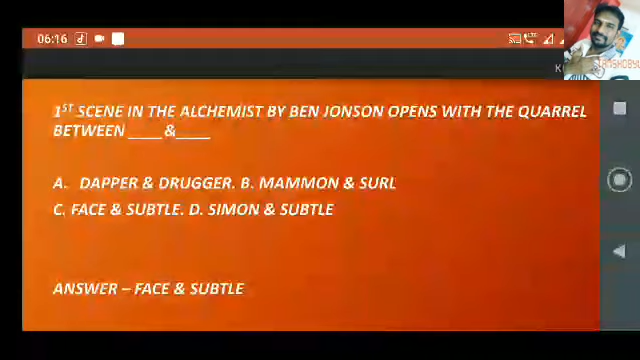 06:16
1ST SCENE IN THE ALCHEMIST BY BEN JONSON OPENS WITH THE QUARREL
BETWEEN ____ &____
A. DAPPER & DRUGGER. B. MAMMON & SURL
C. FACE & SUBTLE. D. SIMON & SUBTLE
ANSWER – FACE & SUBTLE